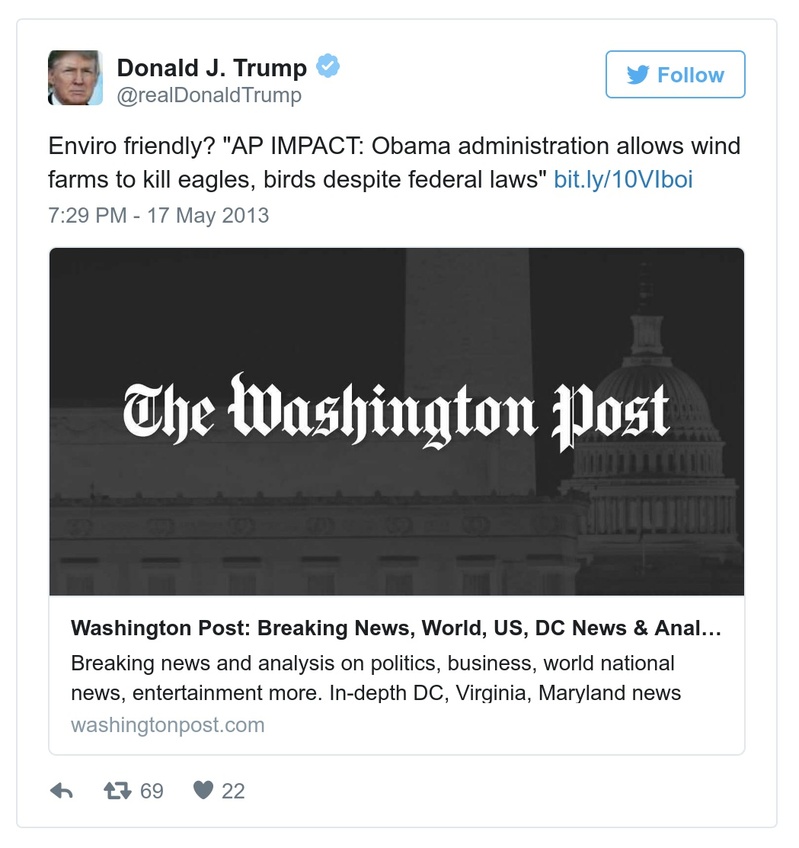 Donald J. Trump
@realDonaldTrump
Follow
Enviro friendly? "AP IMPACT: Obama administration allows wind
farms to kill eagles, birds despite federal laws" bit.ly/10VIboi
7:29 PM - 17 May 2013
The Washington Post
Washington Post: Breaking News, World, US, DC News & Anal…
Breaking news and analysis on politics, business, world national
news, entertainment more. In-depth DC, Virginia, Maryland news
washingtonpost.com
69
22